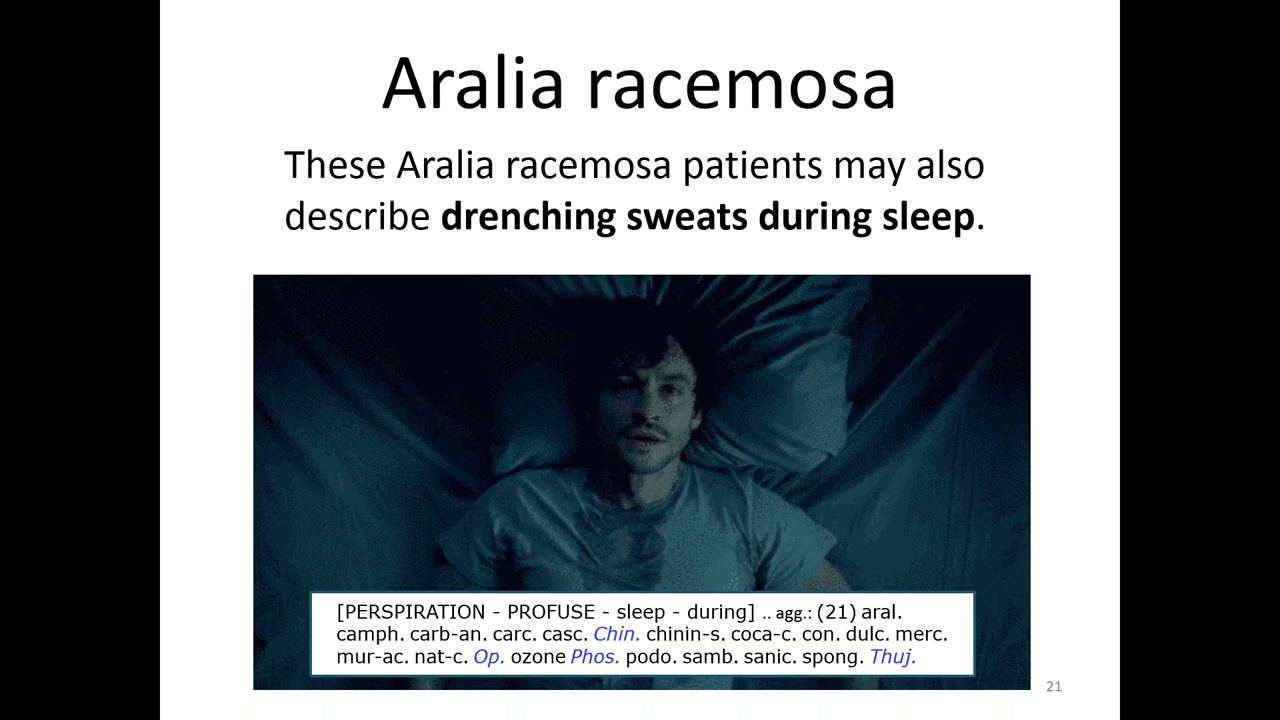 Aralia racemosa
These Aralia racemosa patients may also
describe drenching sweats during sleep.
[PERSPIRATION - PROFUSE - sleep - during] .. agg.: (21) aral.
camph. carb-an. carc. casc. Chin. chinin-s. coca-c. con. dulc. merc.
mur-ac. nat-c. Op. ozone Phos. podo. samb. sanic. spong. Thuj.
21